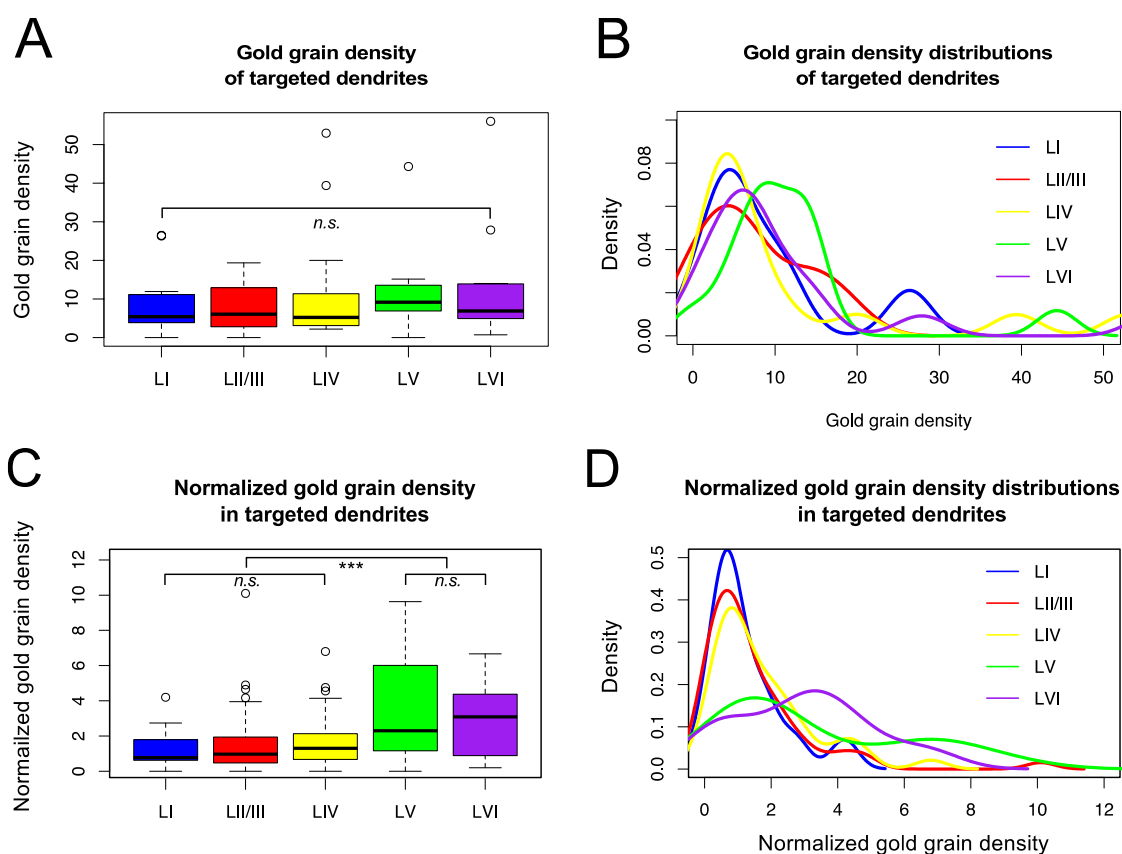 A
Gold grain density
of targeted dendrites
Gold grain density
0 10 20 30 40 50
n.s.
LI LII/III LIV LV LVI
B
Gold grain density distributions
of targeted dendrites
Density
0.00 0.04 0.08
LI
LII/III
LIV
LV
LVI
0 10 20 30 40 50
Gold grain density
C
Normalized gold grain density
in targeted dendrites
Normailzed gold grain density
0 2 4 6 8 10 12
***
n.s. n.s.
LI LII/III LIV LV LVI
D
Normalized gold grain density distributions
in targeted dendrites
Density
0.0 0.1 0.2 0.3 0.4 0.5
LI
LII/III
LIV
LV
LVI
0 2 4 6 8 10 12
Normalized gold grain density